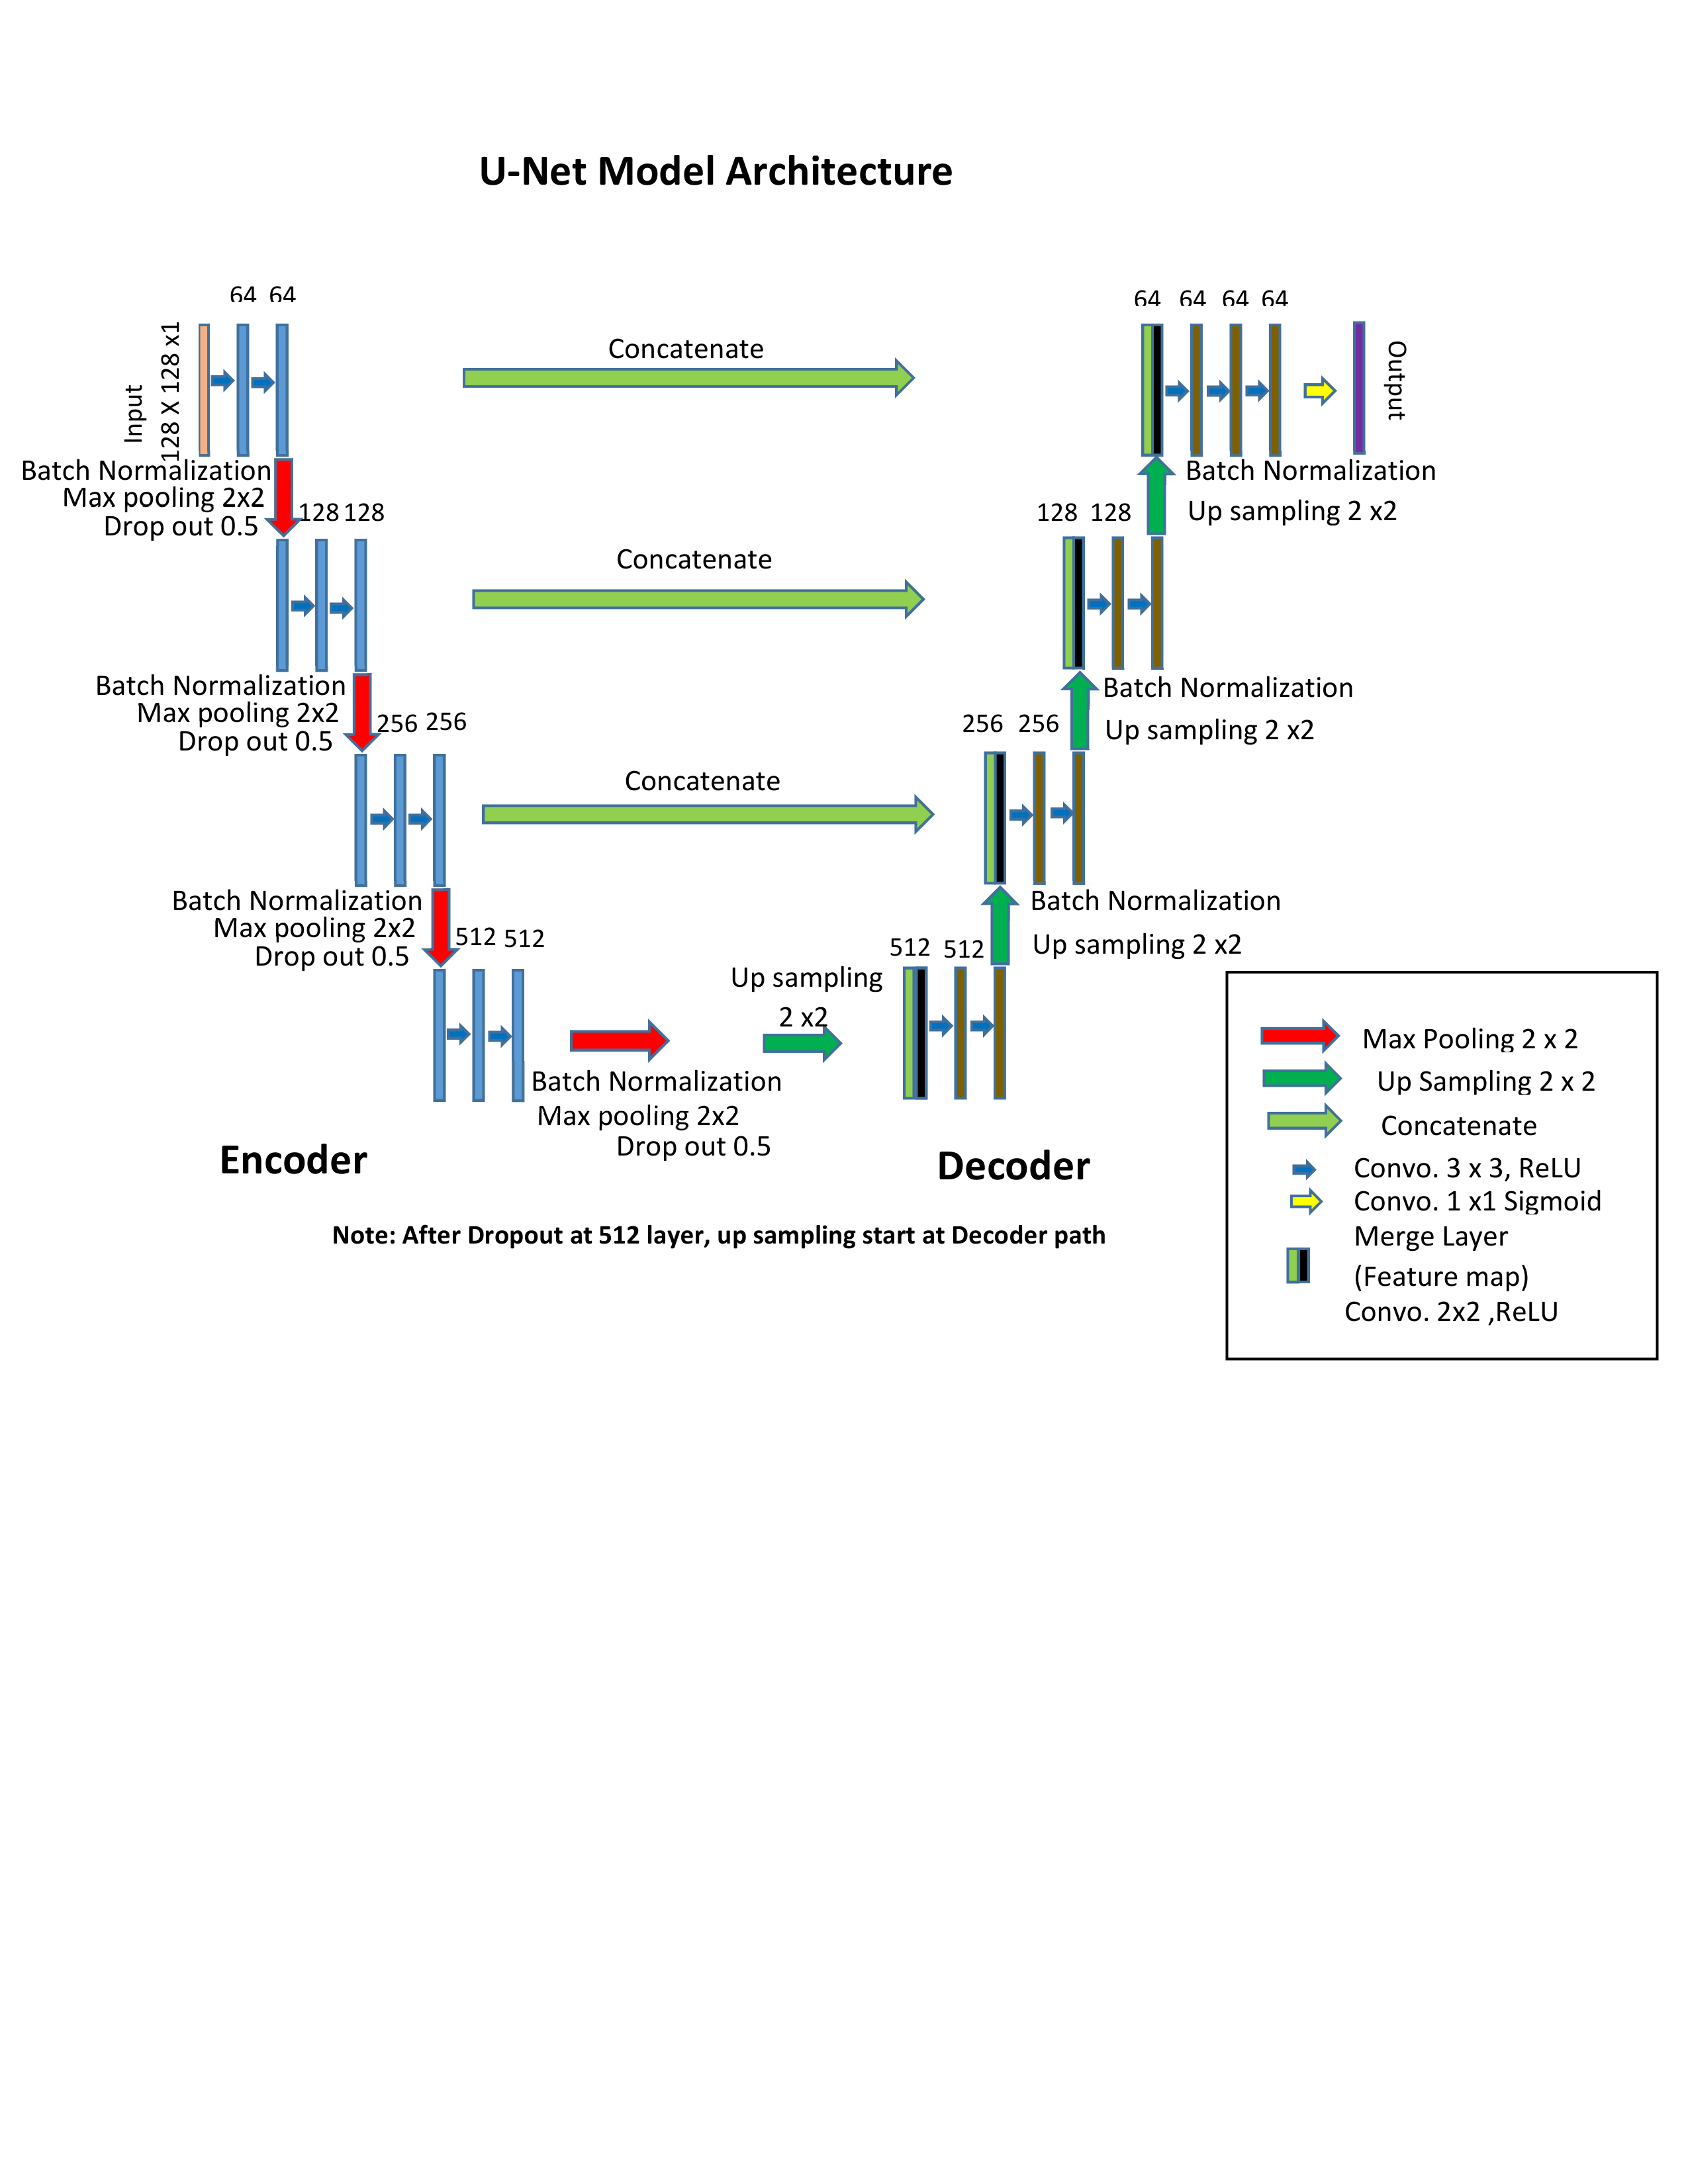 U-Net Model Architecture
64 64
64 64 64 64
Input
128 X 128 x1
Concatenate
Output
Batch Normalization
Max pooling 2x2
Drop out 0.5
128 128
Batch Normalization
Up sampling 2 x2
128 128
Concatenate
Batch Normalization
Max pooling 2x2
Drop out 0.5
256 256
Batch Normalization
Up sampling 2 x2
256 256
Concatenate
Batch Normalization
Max pooling 2x2
Drop out 0.5
512 512
Batch Normalization
Up sampling 2 x2
512 512
Up sampling
2 x2
Batch Normalization
Max pooling 2x2
Drop out 0.5
Encoder
Decoder
Note: After Dropout at 512 layer, up sampling start at Decoder path
Max Pooling 2 x 2
Up Sampling 2 x 2
Concatenate
Convo. 3 x 3, ReLU
Convo. 1 x1 Sigmoid
Merge Layer
(Feature map)
Convo. 2x2 ,ReLU